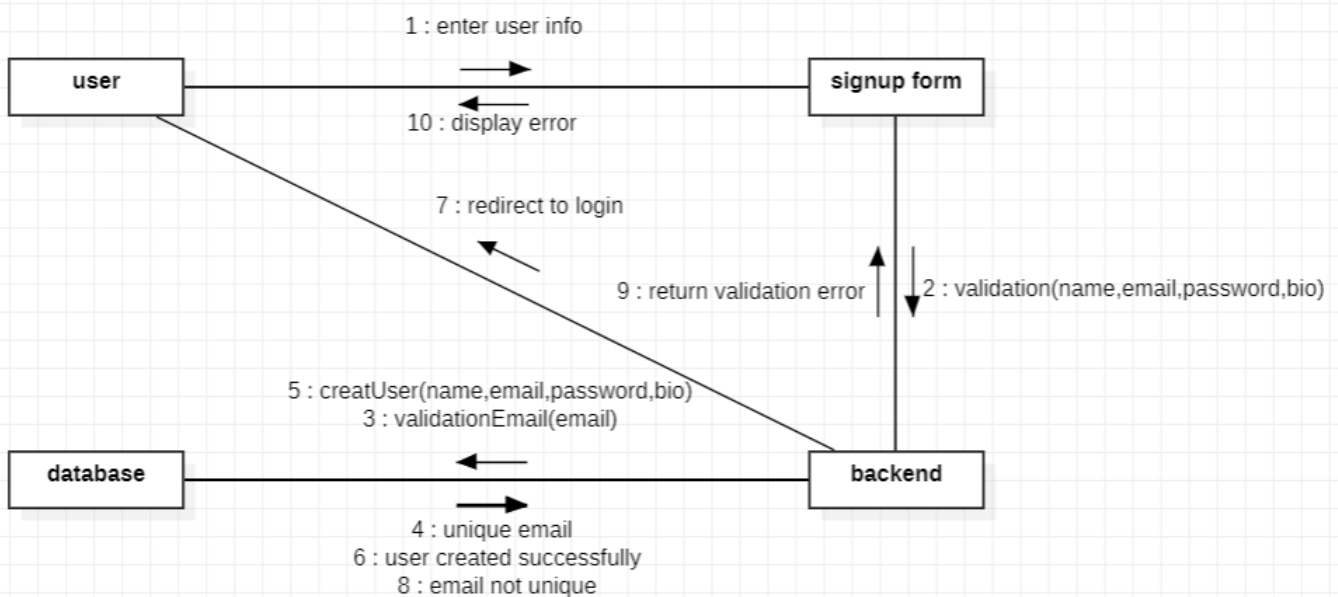 1 : enter user info
user
signup form
10 : display error
7 : redirect to login
9 : return validation error
2 : validation(name,email,password,bio)
5 : creatUser(name,email,password,bio)
3 : validationEmail(email)
database
backend
4 : unique email
6 : user created successfully
8 : email not unique